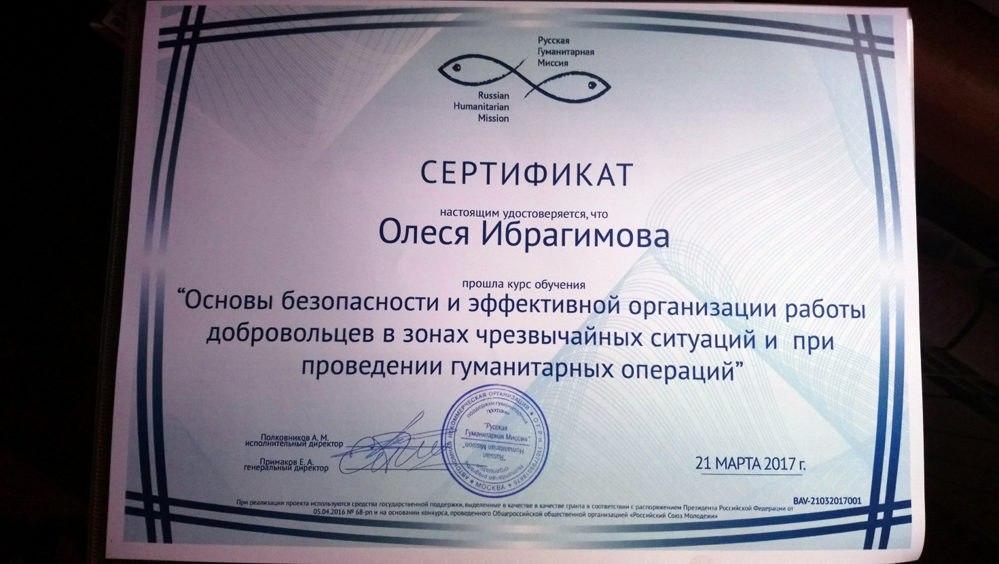 Русская
Гуманитарная
Миссия
Russian
Humanitarian
Mission
СЕРТИФИКАТ
настоящим удостоверяется, что
Олеся Ибрагимова
прошла курс обучения
“Основы безопасности и эффективной организации работы
добровольцев в зонах чрезвычайных ситуаций и при
проведении гуманитарных операций”
Полковников А. М.
исполнительный директор
Примаков Е. А.
генеральный директор
АВТОНОМНАЯ НЕКОММЕРЧЕСКАЯ ОРГАНИЗАЦИЯ * ОГРН
* МОСКВА *
поддержки гуманитарных
программ
"Русская
Гуманитарная Миссия"
"Russian
Humanitarian Mission"
Humanitarian programs
organization
21 МАРТА 2017 г.
BAV-21032017001
При реализации проекта используются средства государственной поддержки, выделенные в качестве в качестве гранта в соответствии с распоряжением Президента Российской Федерации от
05.04.2016 № 68-рп и на основании конкурса, проведенного Общероссийской общественной организацией «Российский Союз Молодежи»